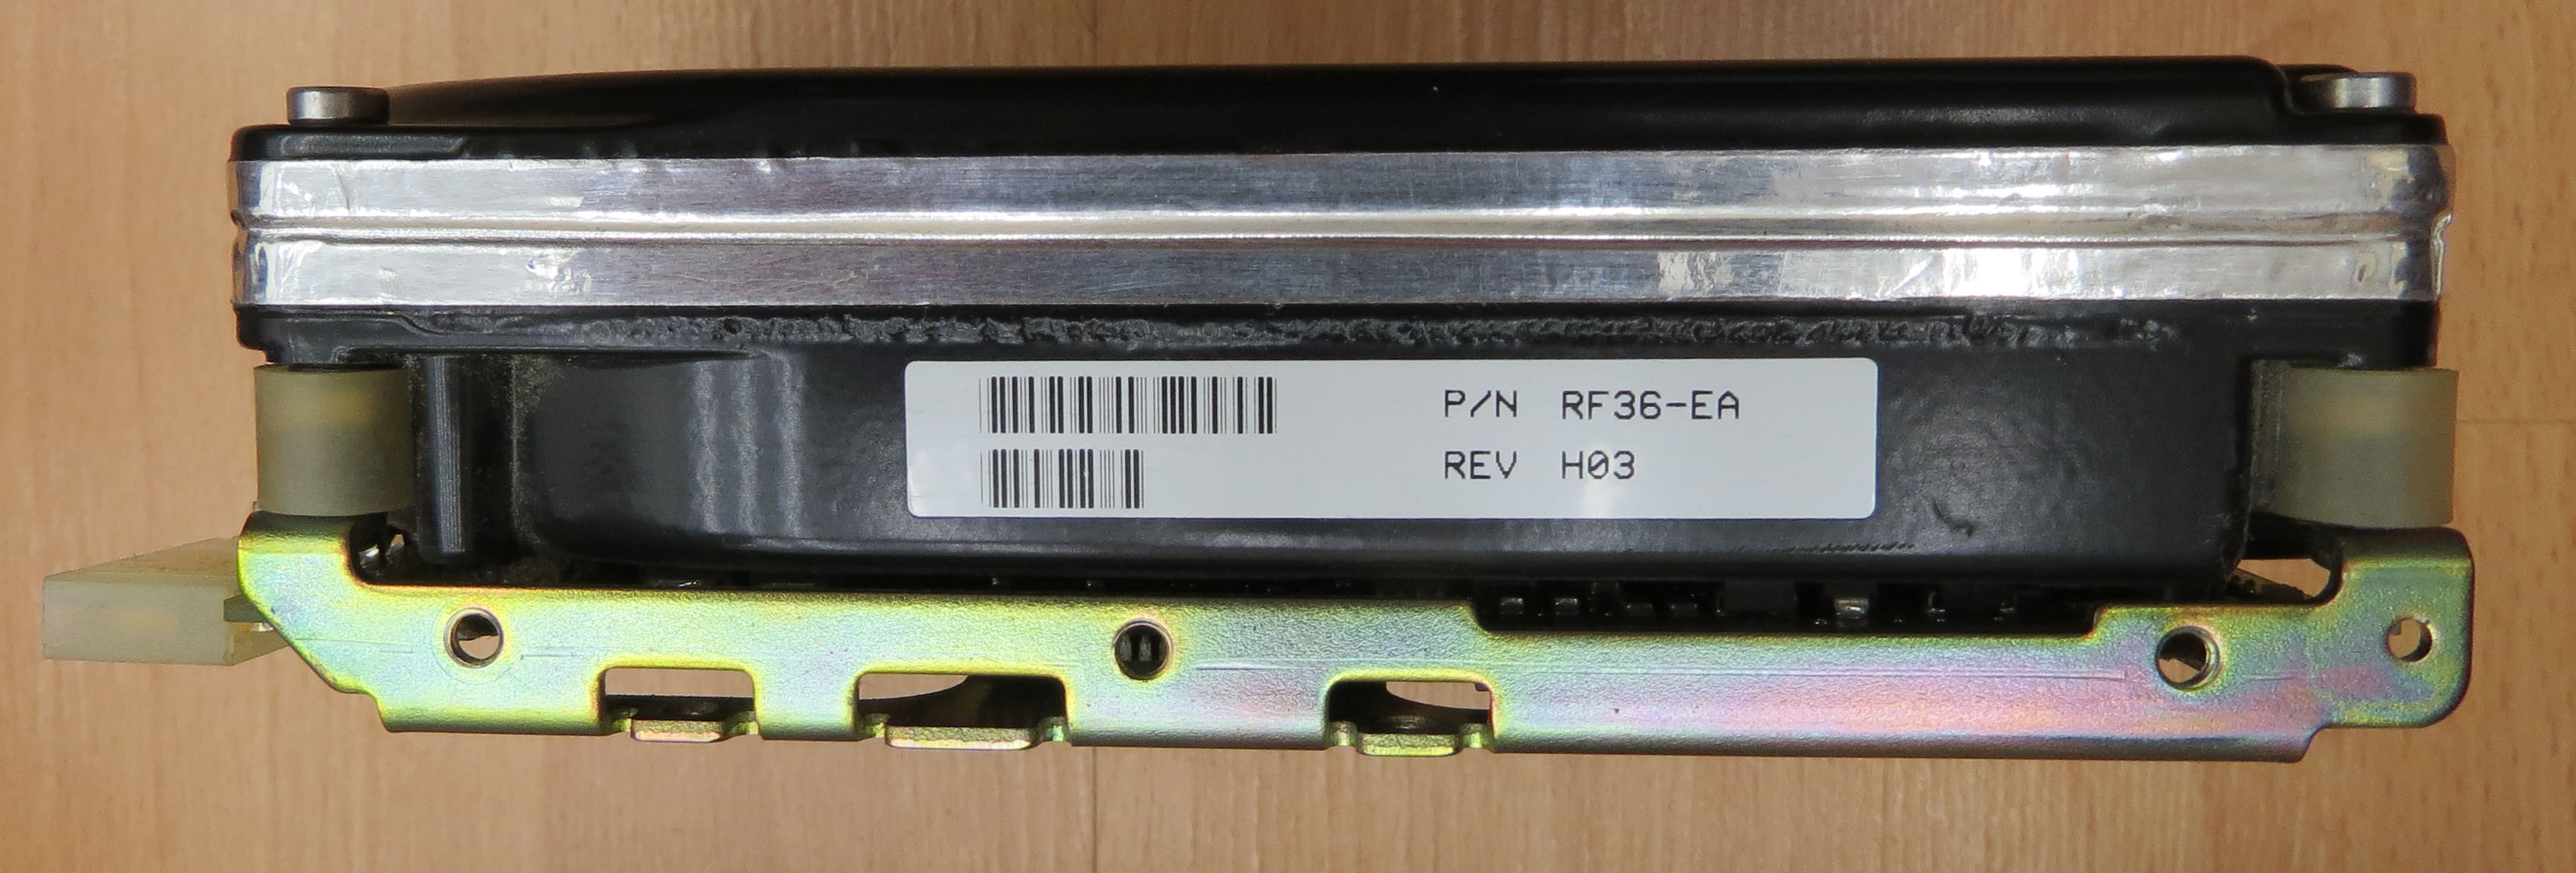 P/N RF36-EA
REV H03